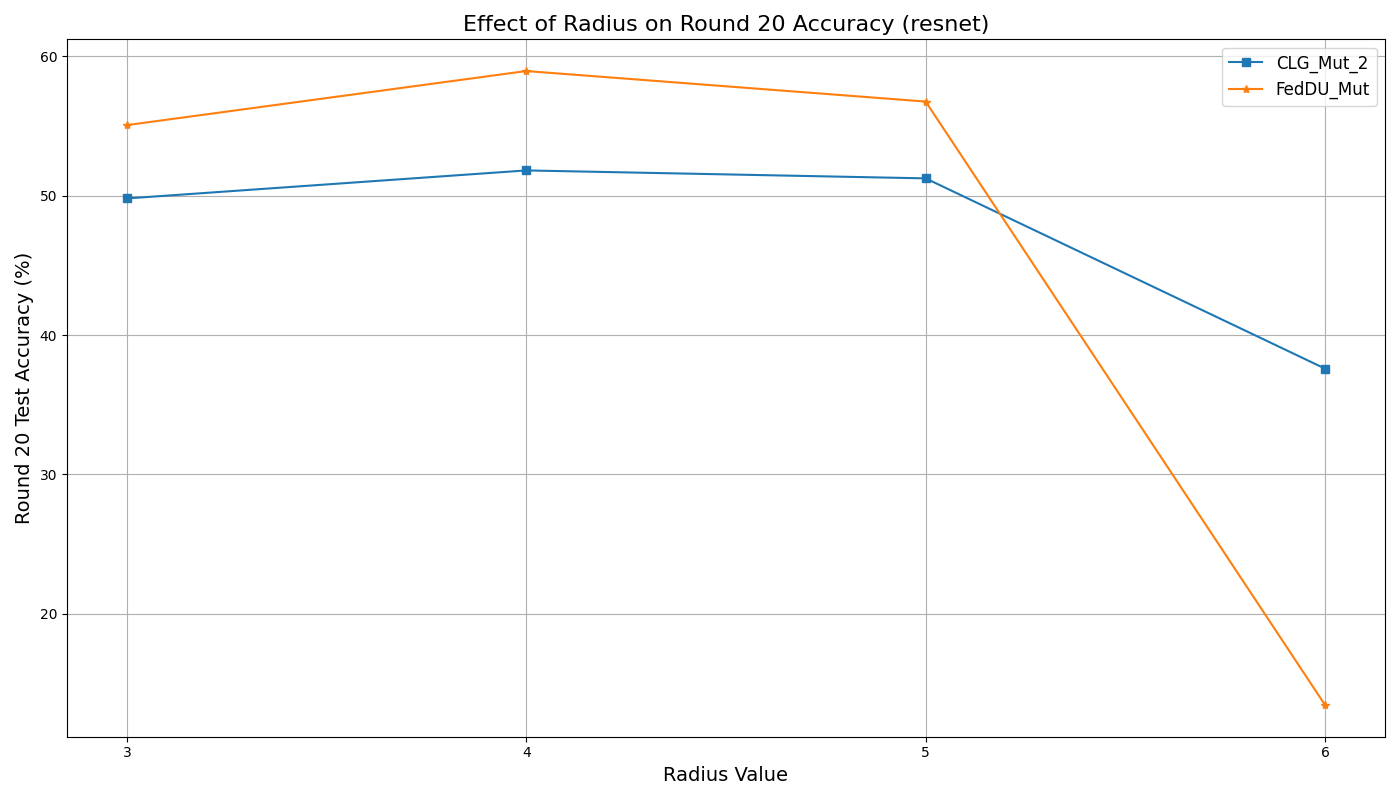 Effect of Radius on Round 20 Accuracy (resnet)
CLG_Mut_2
FedDU_Mut
Round 20 Test Accuracy (%)
60
50
40
30
20
3
4
5
6
Radius Value